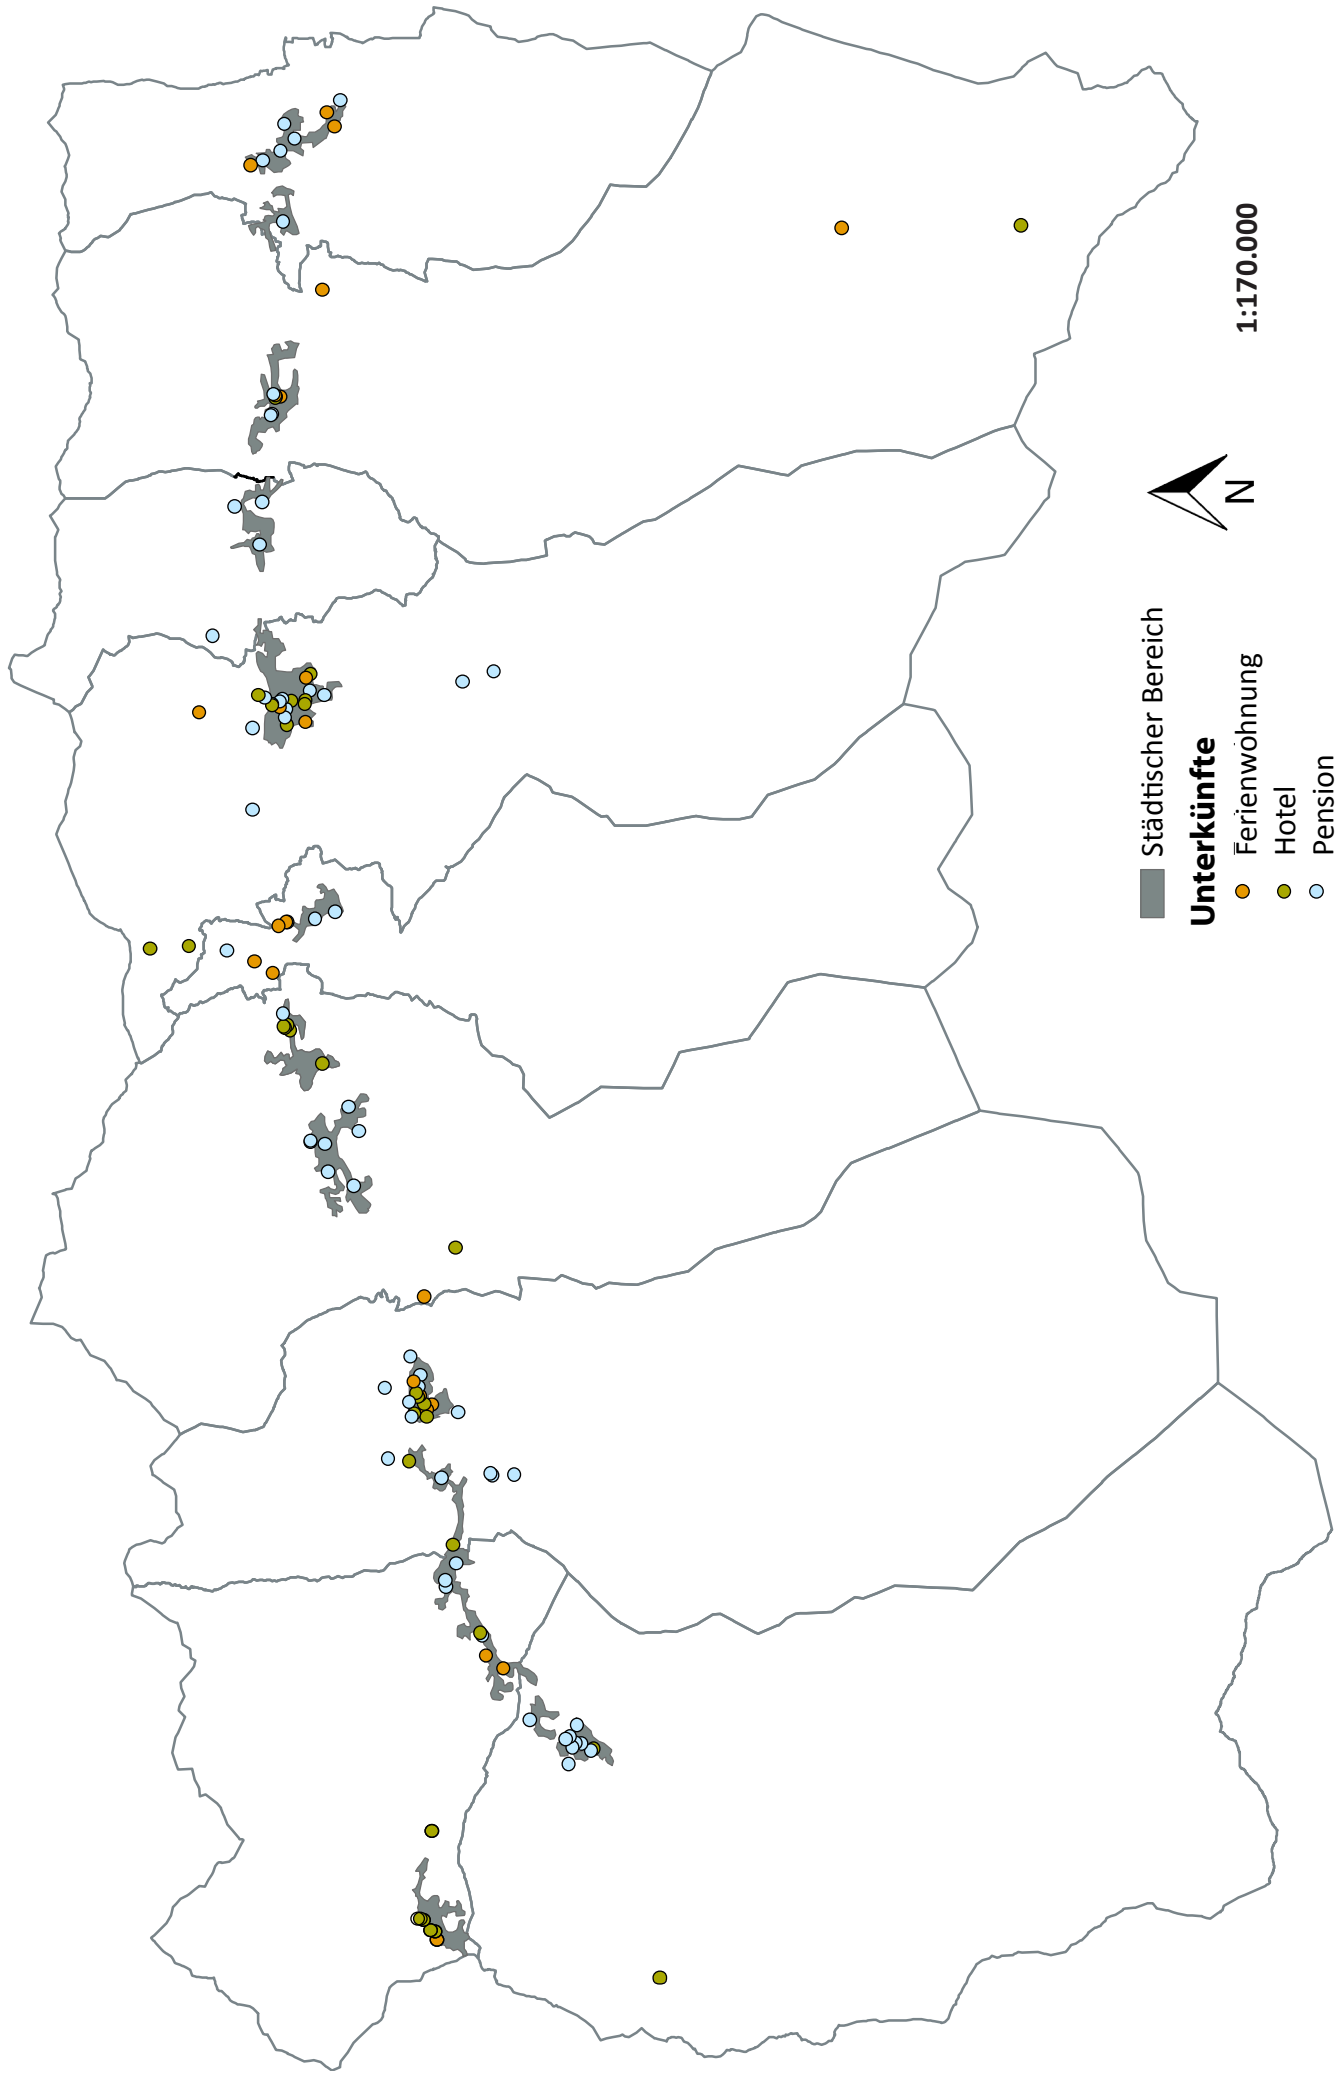 Städtischer Bereich
Unterkünfte
Ferienwohnung
Hotel
Pension
N
1:170.000